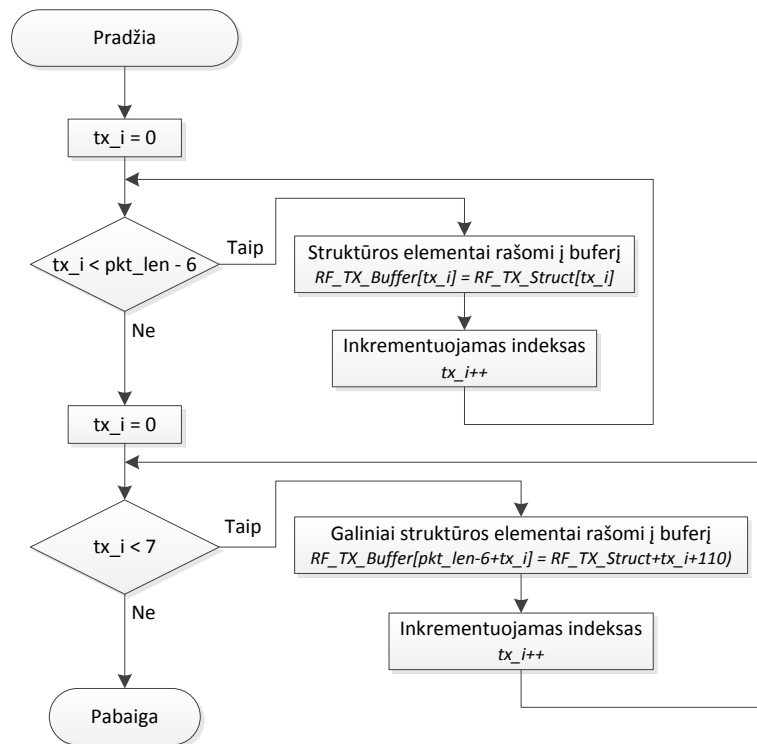 Pradžia
tx_i = 0
tx_i < pkt_len - 6
Taip
Struktūros elementai rašomi į buferį
RF_TX_Buffer[tx_i] = RF_TX_Struct[tx_i]
Ne
Inkrementuojamas indeksas
tx_i++
tx_i = 0
tx_i < 7
Taip
Galiniai struktūros elementai rašomi į buferį
RF_TX_Buffer[pkt_len-6+tx_i] = RF_TX_Struct+tx_i+110)
Ne
Inkrementuojamas indeksas
tx_i++
Pabaiga